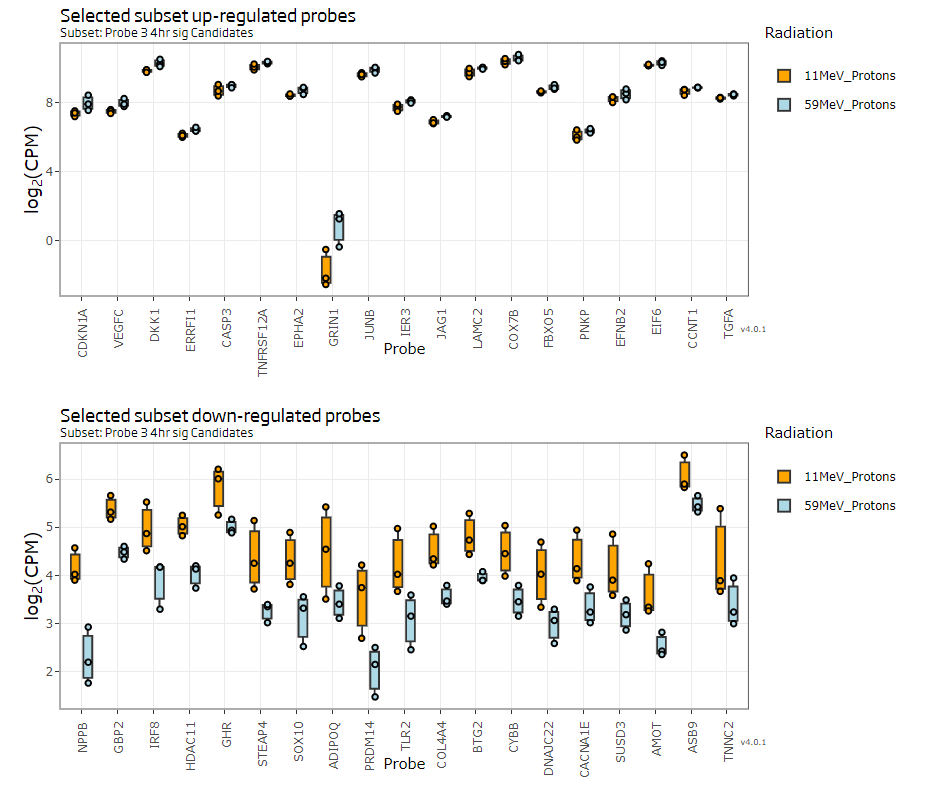 Selected subset up-regulated probes
Subset: Probe 3 4hr sig Candidates
Radiation
11MeV_Protons
59MeV_Protons
log2(CPM)
8
4
0
CDKN1A
VEGFC
DKK1
ERRFI1
CASP3
TNFRSF12A
EPHA2
GRIN1
JUNB
IER3
JAG1
LAMC2
COX7B
FBXO5
PNKP
EFNB2
EIF6
CCNT1
TGFA
Probe
v4.0.1
Selected subset down-regulated probes
Subset: Probe 3 4hr sig Candidates
Radiation
11MeV_Protons
59MeV_Protons
log2(CPM)
6
5
4
3
2
NPPB
GBP2
IRF8
HDAC11
GHR
STEAP4
SOX10
ADIPOQ
PRDM14
TLR2
COL4A4
BTG2
CYBB
DNAJC22
CACNA1E
SUSD3
AMOT
ASB9
TNNC2
Probe
v4.0.1